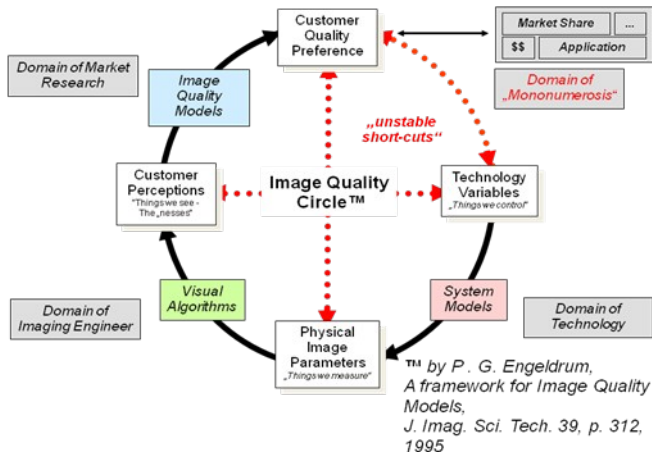 Customer
Quality
Preference
Market Share
...
$$
Application
Domain of Market
Research
Image
Quality
Models
Domain of
„Mononumerosis“
„unstable
short-cuts“
Customer
Perceptions
"Things we see -
The „nesses"
Image Quality
Circle™
Technology
Variables
„Things we control“
Visual
Algorithms
System
Models
Domain of
Imaging Engineer
Domain of
Technology
Physical
Image
Parameters
„Things we measure“
™ by P . G. Engeldrum,
A framework for Image Quality
Models,
J. Imag. Sci. Tech. 39, p. 312,
1995